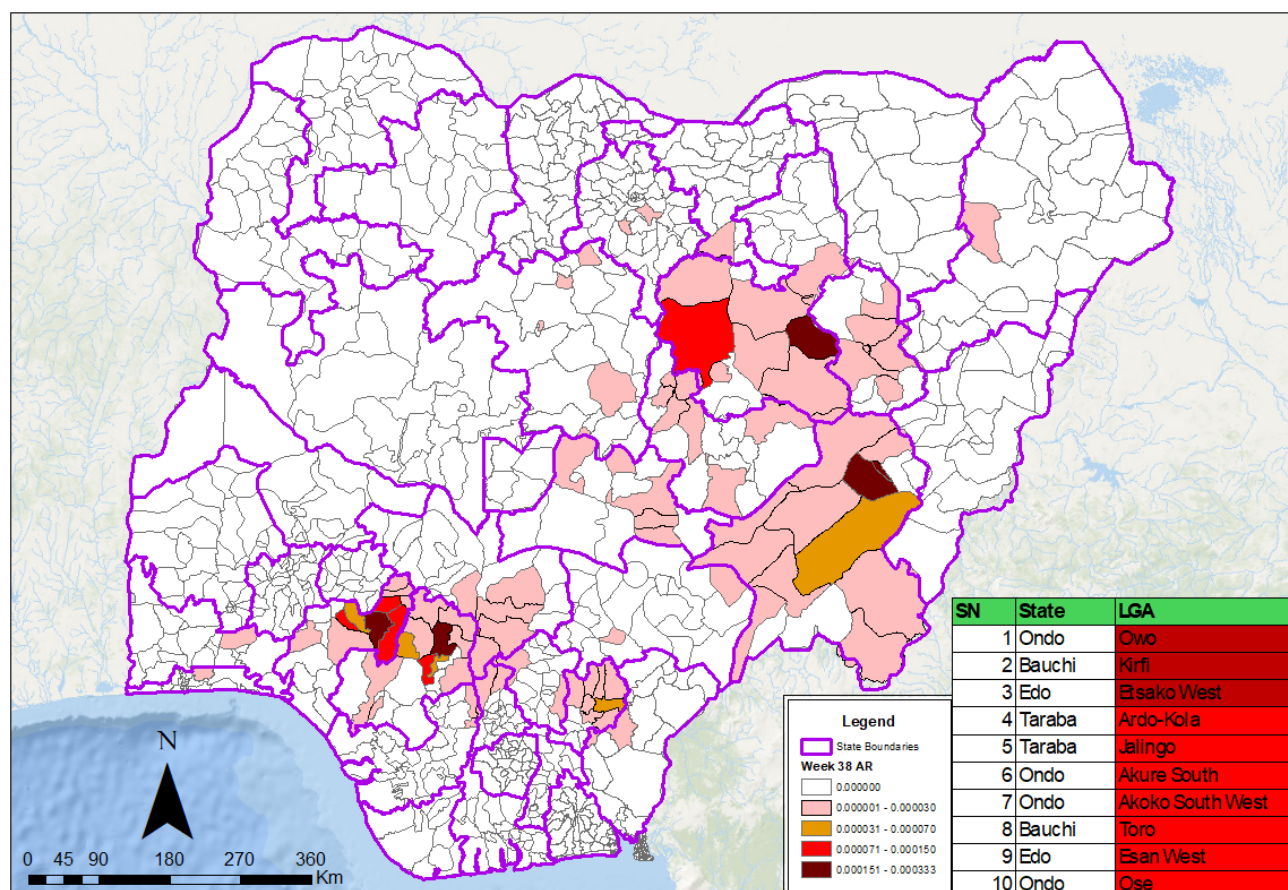 N
0 45 90 180 270 360
Km
Legend
State Boundaries
Week 38 AR
0.000000
0.000001 - 0.000030
0.000031 - 0.000070
0.000071 - 0.000150
0.000151 - 0.000333
SN State LGA
1 Ondo Owo
2 Bauchi Kirfi
3 Edo Etsako West
4 Taraba Ardo-Kola
5 Taraba Jalingo
6 Ondo Akure South
7 Ondo Akoko South West
8 Bauchi Toro
9 Edo Esan West
10 Ondo Ose